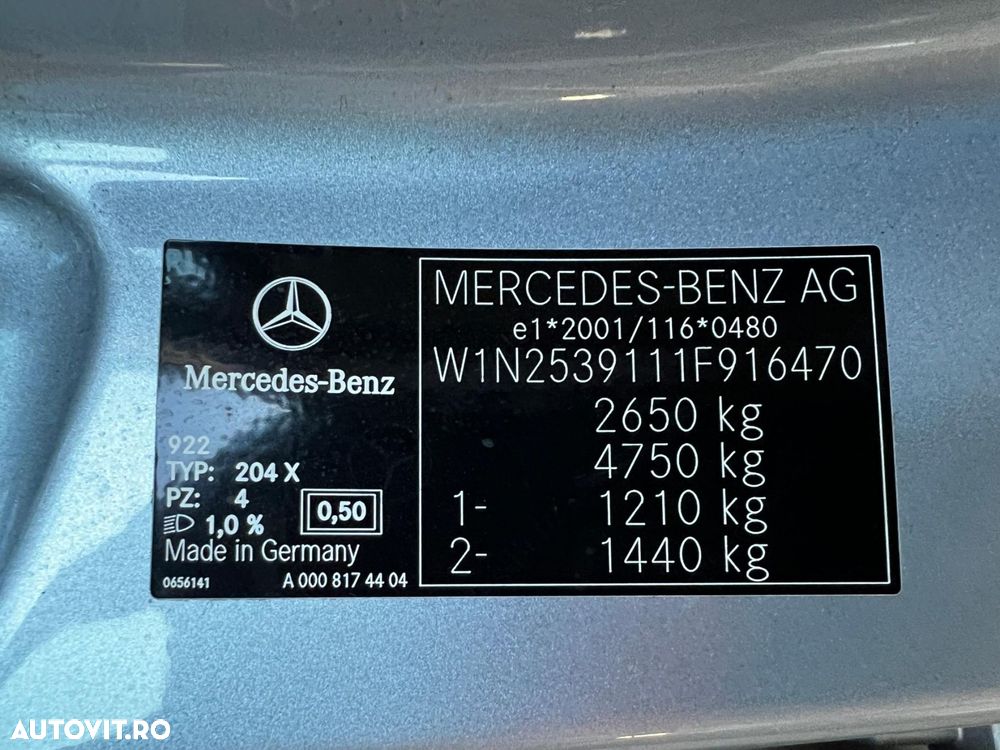 Mercedes-Benz
922
TYP: 204 X
PZ: 4
1,0 %
0,50
Made in Germany
0656141
A 000 817 44 04
MERCEDES-BENZ AG
e1*2001/116*0480
W1N2539111F916470
2650 kg
4750 kg
1- 1210 kg
2- 1440 kg
AUTOVIT.RO